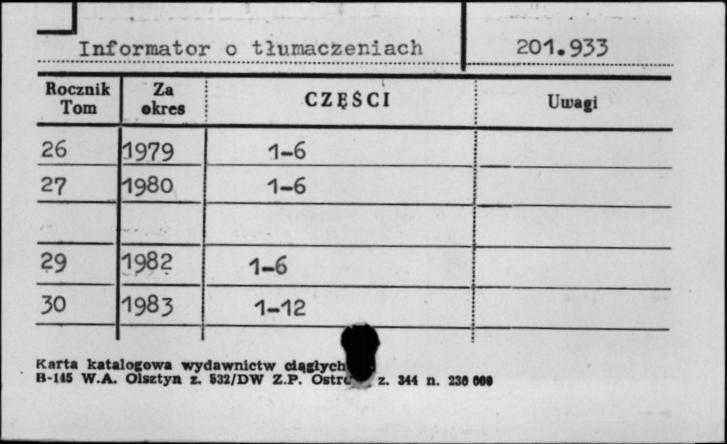 Informator o tłumaczeniach 201.933
Rocznik Tom Za okres CZĘŚCI Uwagi
26 1979 1-6
27 1980 1-6
29 1982 1-6
30 1983 1-12
Karta katalogowa wydawnictw ciągłych
B-145 W.A. Olsztyn z. 532/DW Z.P. z. 344 n. 230 000